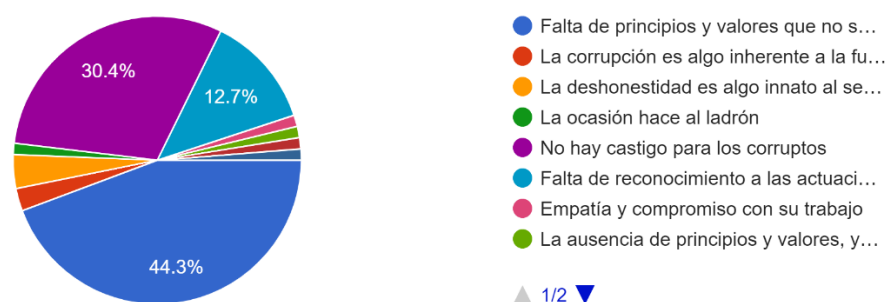 30.4%
12.7%
44.3%
Falta de principios y valores que no s…
La corrupción es algo inherente a la fu…
La deshonestidad es algo innato al se…
La ocasión hace al ladrón
No hay castigo para los corruptos
Falta de reconocimiento a las actuaci…
Empatía y compromiso con su trabajo
La ausencia de principios y valores, y…
1/2